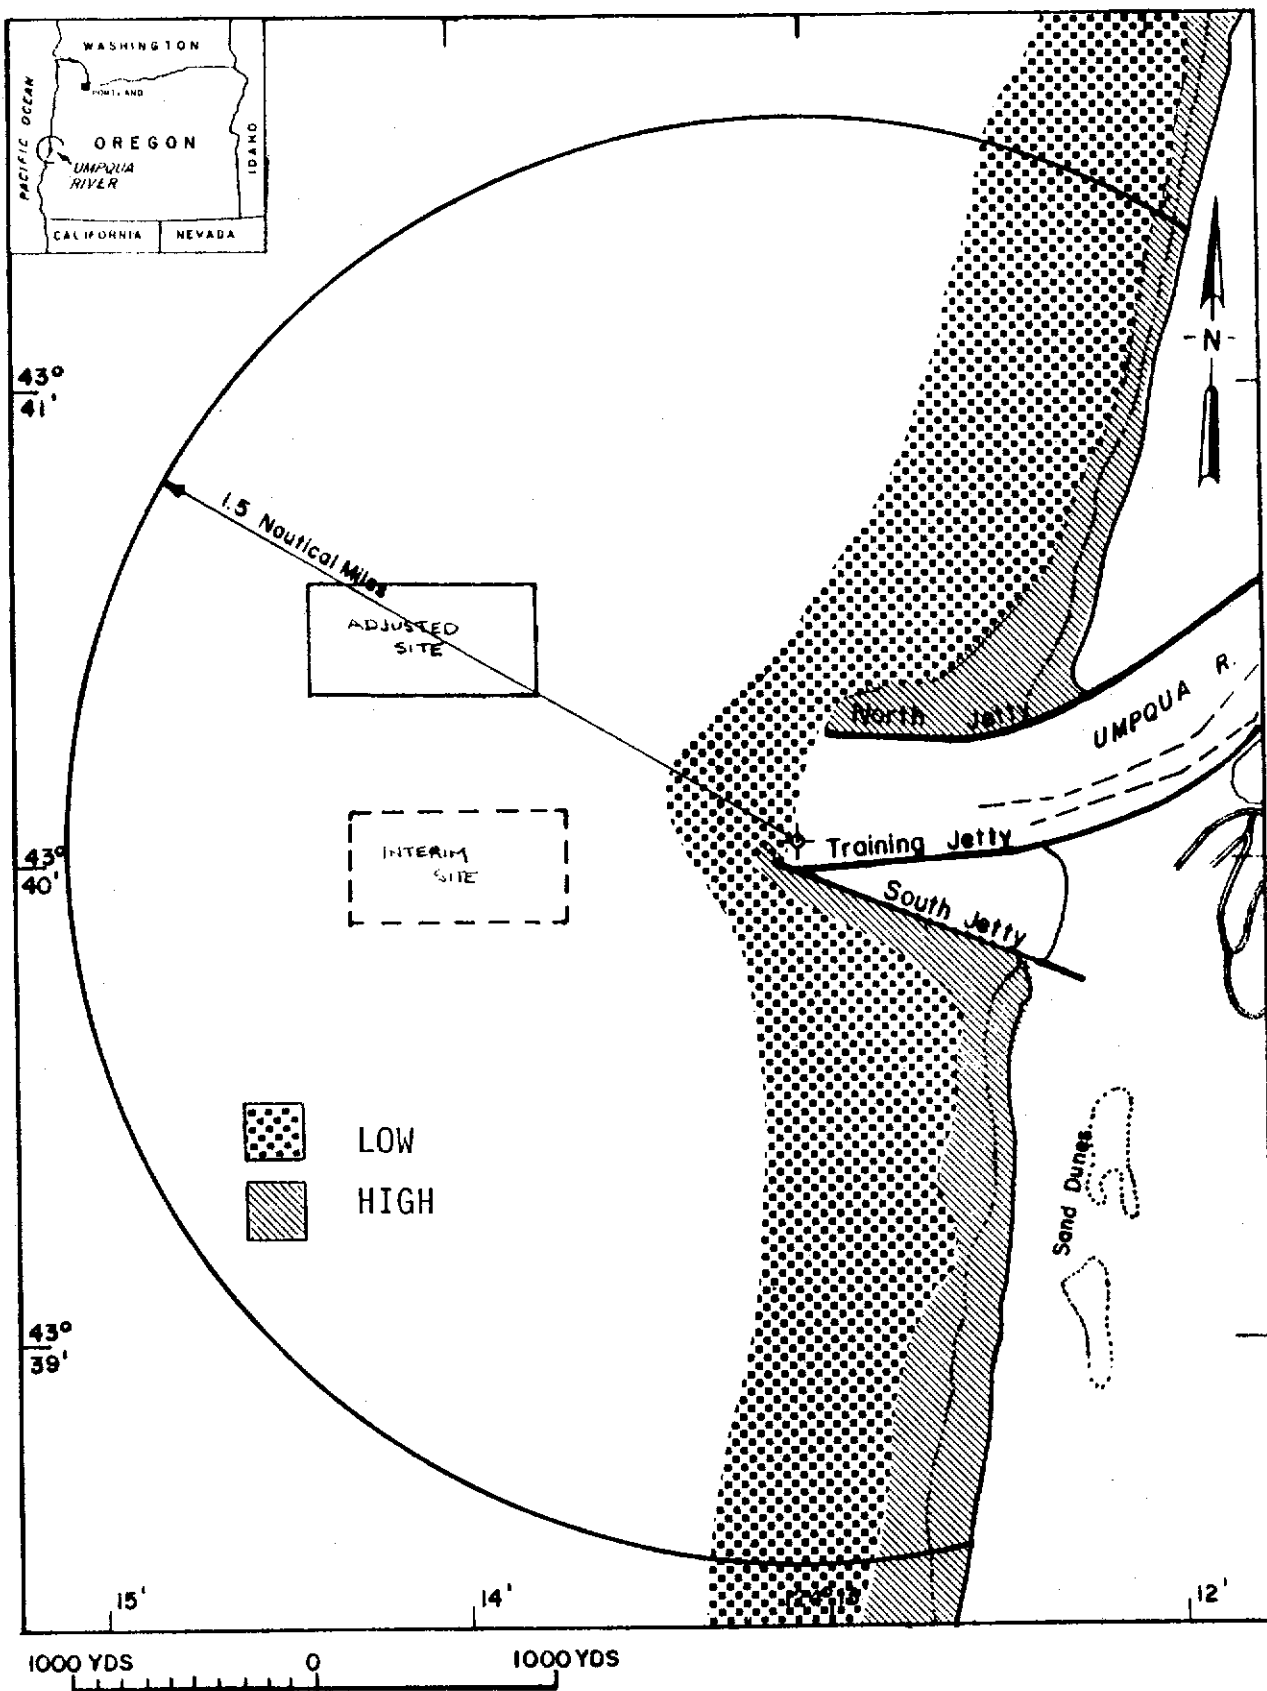 WASHINGTON
PORTLAND
PACIFIC OCEAN
OREGON
IDAHO
UMPQUA
RIVER
CALIFORNIA
NEVADA
N
43°
41'
1.5 Nautical Miles
ADJUSTED
SITE
North Jetty
UMPQUA R.
43°
40'
INTERIM
SITE
Training Jetty
South Jetty
LOW
HIGH
Sand Dunes
43°
39'
15'
14'
124° 13'
12'
1000 YDS
0
1000 YDS